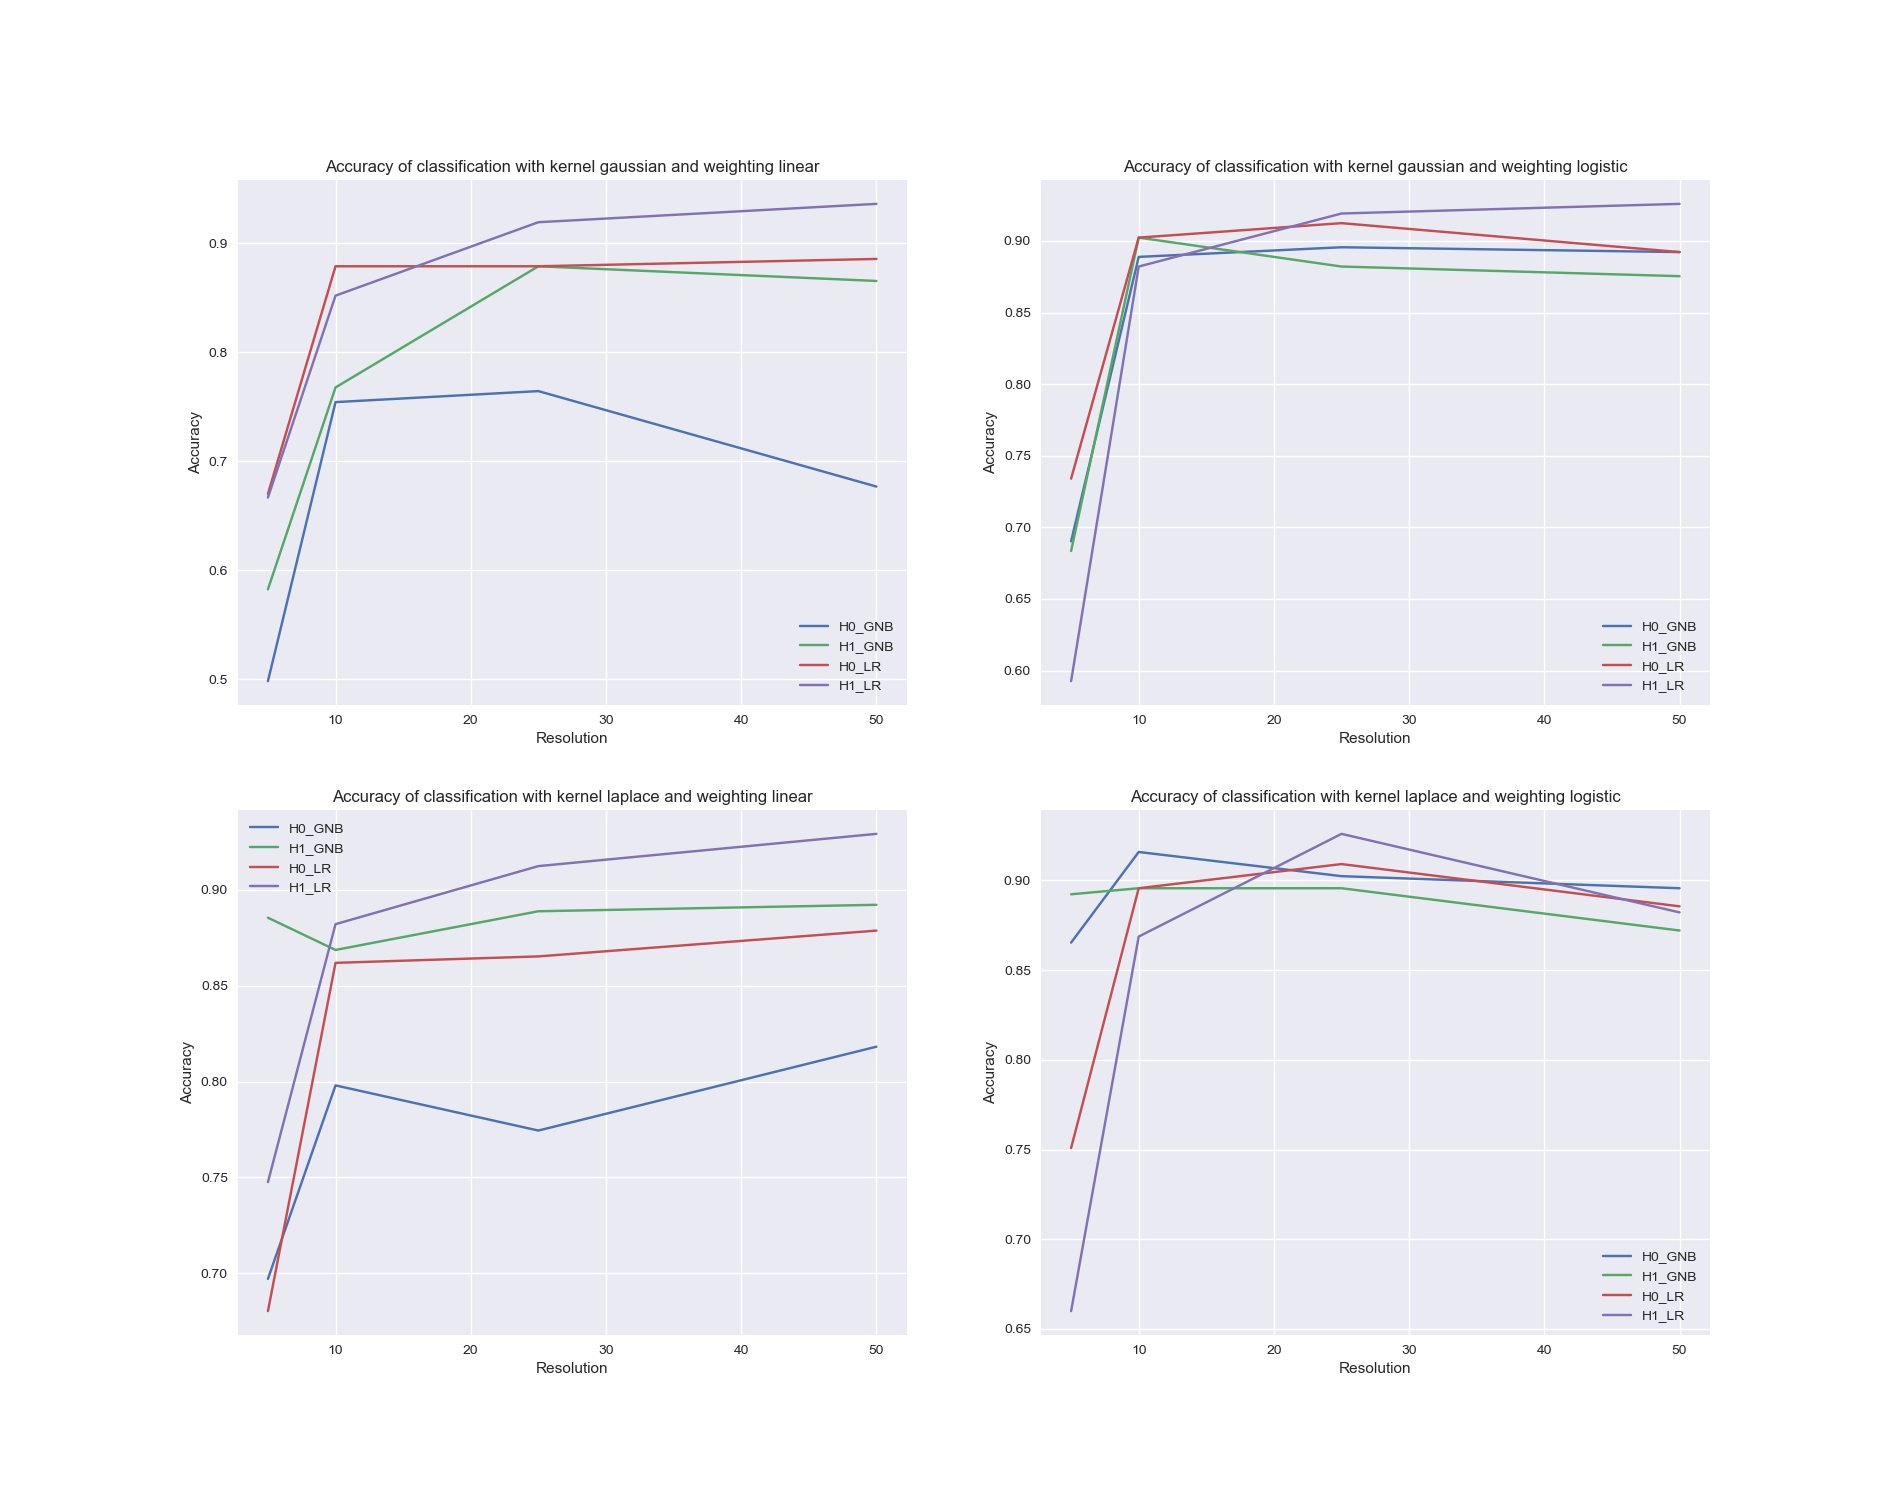 Accuracy of classification with kernel gaussian and weighting linear
Accuracy
0.9
0.8
0.7
0.6
0.5
H0_GNB
H1_GNB
H0_LR
H1_LR
10 20 30 40 50
Resolution
Accuracy of classification with kernel gaussian and weighting logistic
Accuracy
0.90
0.85
0.80
0.75
0.70
0.65
0.60
H0_GNB
H1_GNB
H0_LR
H1_LR
10 20 30 40 50
Resolution
Accuracy of classification with kernel laplace and weighting linear
H0_GNB
H1_GNB
H0_LR
H1_LR
Accuracy
0.90
0.85
0.80
0.75
0.70
10 20 30 40 50
Resolution
Accuracy of classification with kernel laplace and weighting logistic
Accuracy
0.90
0.85
0.80
0.75
0.70
0.65
H0_GNB
H1_GNB
H0_LR
H1_LR
10 20 30 40 50
Resolution